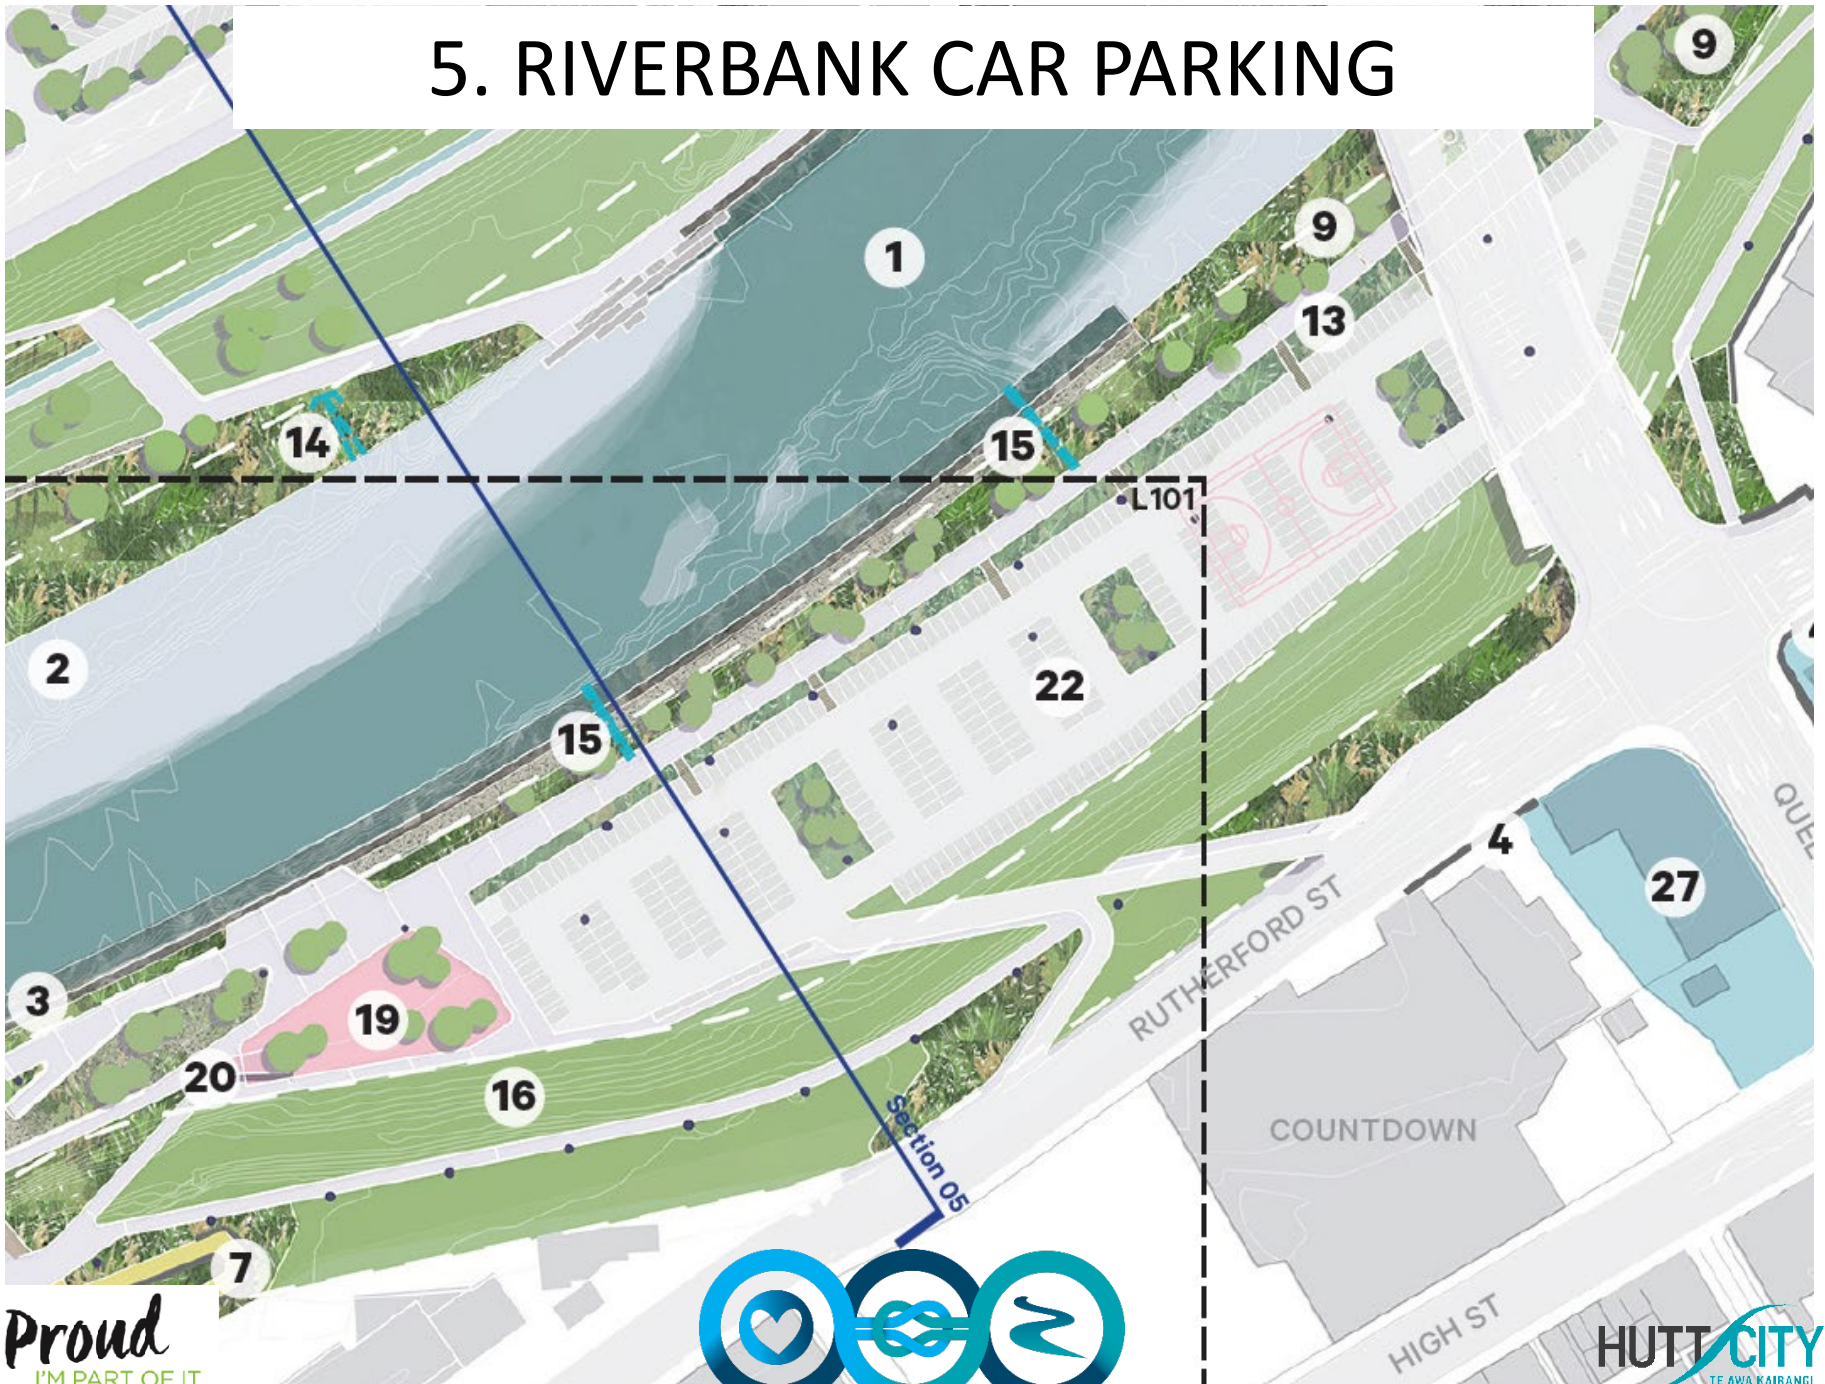 5. RIVERBANK CAR PARKING
9
1
9
13
14
15
L101
2
22
15
4
27
QUEE
RUTHERFORD ST
3
19
20
16
COUNTDOWN
Section 05
7
HIGH ST
Proud
I'M PART OF IT
HUTT CITY
TE AWA KAIRANGI